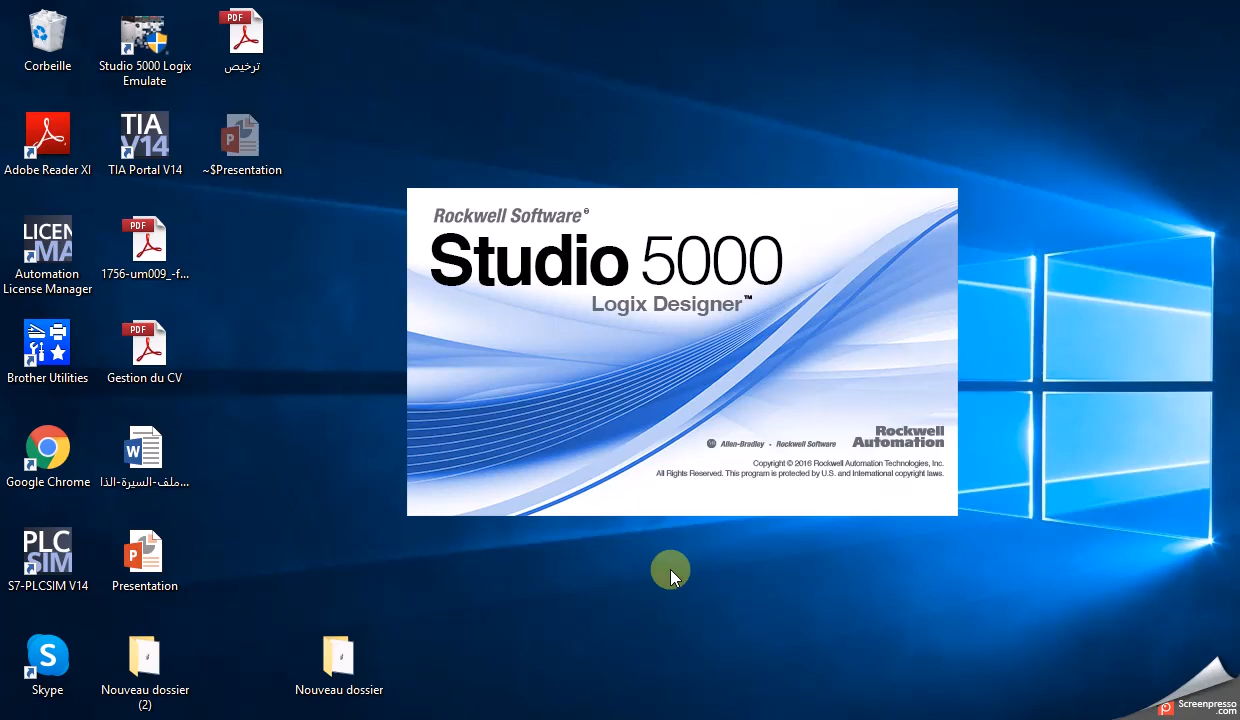 Corbeille
Studio 5000 Logix
Emulate
PDF
ترخيص
Adobe Reader XI
TIA
V14
TIA Portal V14
P
~$Presentation
LICEN
MA
Automation
License Manager
PDF
1756-um009_-f...
Brother Utilities
PDF
Gestion du CV
Google Chrome
W
ملف-السيرة-الذا...
PLC
SIM
S7-PLCSIM V14
P
Presentation
S
Skype
Nouveau dossier
(2)
Nouveau dossier
Rockwell Software®
Studio 5000
Logix Designer™
Allen-Bradley • Rockwell Software
Rockwell
Automation
Copyright © 2016 Rockwell Automation Technologies, Inc.
All Rights Reserved. This program is protected by U.S. and International copyright laws.
Screenpresso
.com